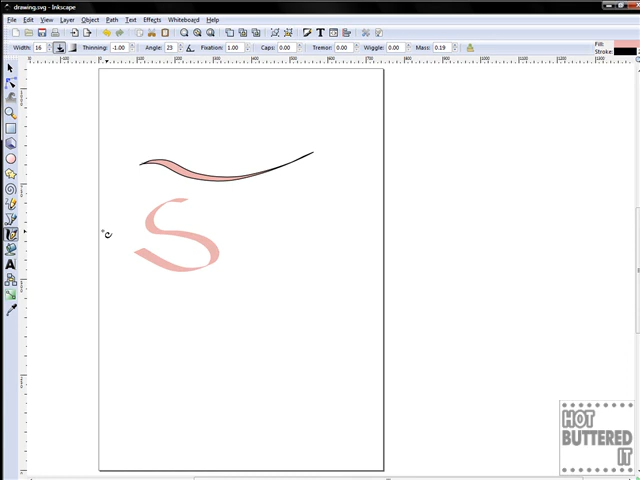 drawing.svg - Inkscape
File Edit View Layer Object Path Text Effects Whiteboard Help
Width: 16 Thinning: -1.00 Angle: 23 Fixation: 1.00 Caps: 0.00 Tremor: 0.00 Wiggle: 0.00 Mass: 0.19 Fill:
Stroke:
S
HOT
BUTTERED
IT